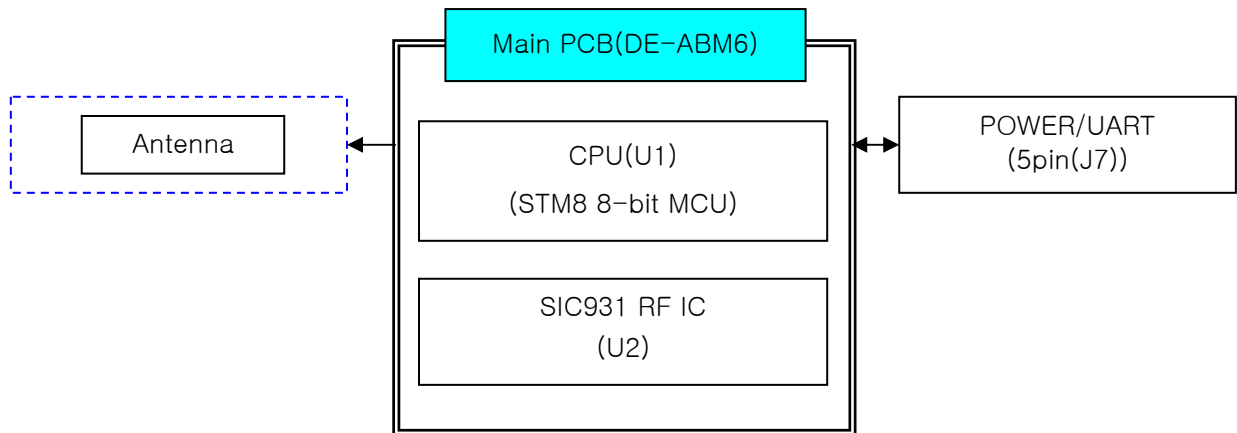 Main PCB(DE-ABM6)
Antenna
CPU(U1)
(STM8 8-bit MCU)
POWER/UART
(5pin(J7))
SIC931 RF IC
(U2)